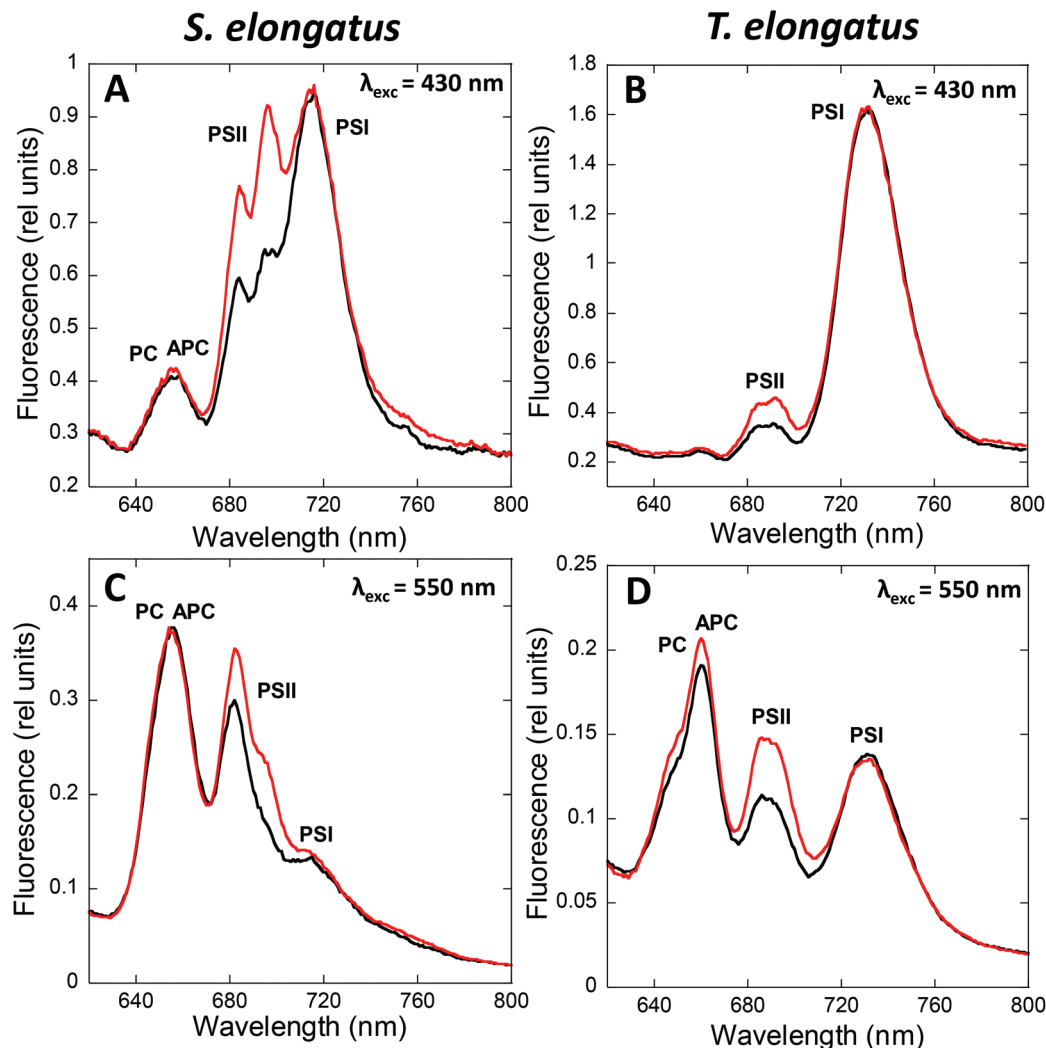 S. elongatus
T. elongatus
A
λexc = 430 nm
PSII
PSI
PC APC
Fluorescence (rel units)
1
0.9
0.8
0.7
0.6
0.5
0.4
0.3
0.2
640 680 720 760 800
Wavelength (nm)
B
λexc = 430 nm
PSI
PSII
Fluorescence (rel units)
1.8
1.6
1.4
1.2
1
0.8
0.6
0.4
0.2
640 680 720 760 800
Wavelength (nm)
C
λexc = 550 nm
PC APC
PSII
PSI
Fluorescence (rel units)
0.4
0.3
0.2
0.1
0
640 680 720 760 800
Wavelength (nm)
D
λexc = 550 nm
APC
PC
PSII
PSI
Fluorescence (rel units)
0.25
0.2
0.15
0.1
0.05
0
640 680 720 760 800
Wavelength (nm)